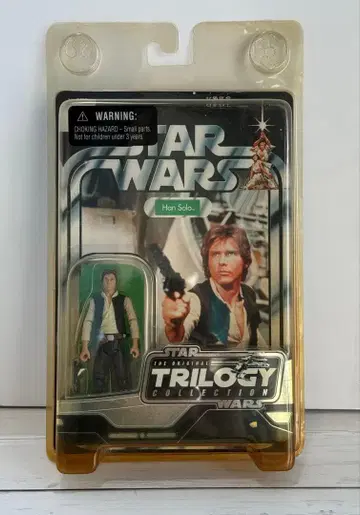 WARNING:
CHOKING HAZARD – Small parts.
Not for children under 3 years.
STAR
WARS
Han Solo™
STAR
THE ORIGINAL
TRILOGY
COLLECTION
WARS